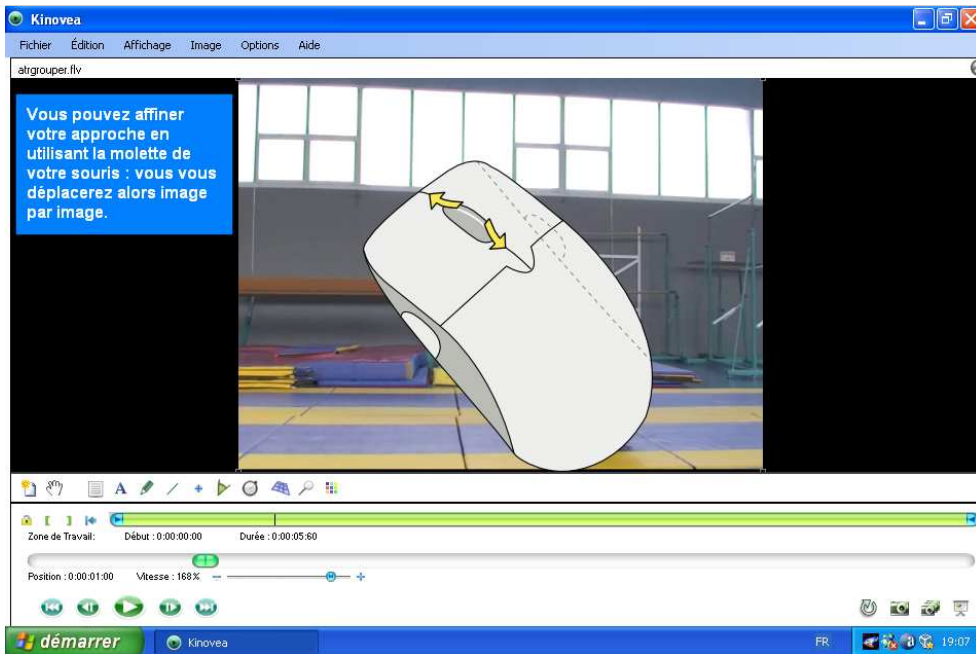 Kinovea
Fichier Édition Affichage Image Options Aide
atrgrouper.flv
Vous pouvez affiner
votre approche en
utilisant la molette de
votre souris : vous vous
déplacerez alors image
par image.
Zone de Travail: Début : 0:00:00:00 Durée : 0:00:05:60
Position : 0:00:01:00 Vitesse : 168%
démarrer Kinovea FR 19:07